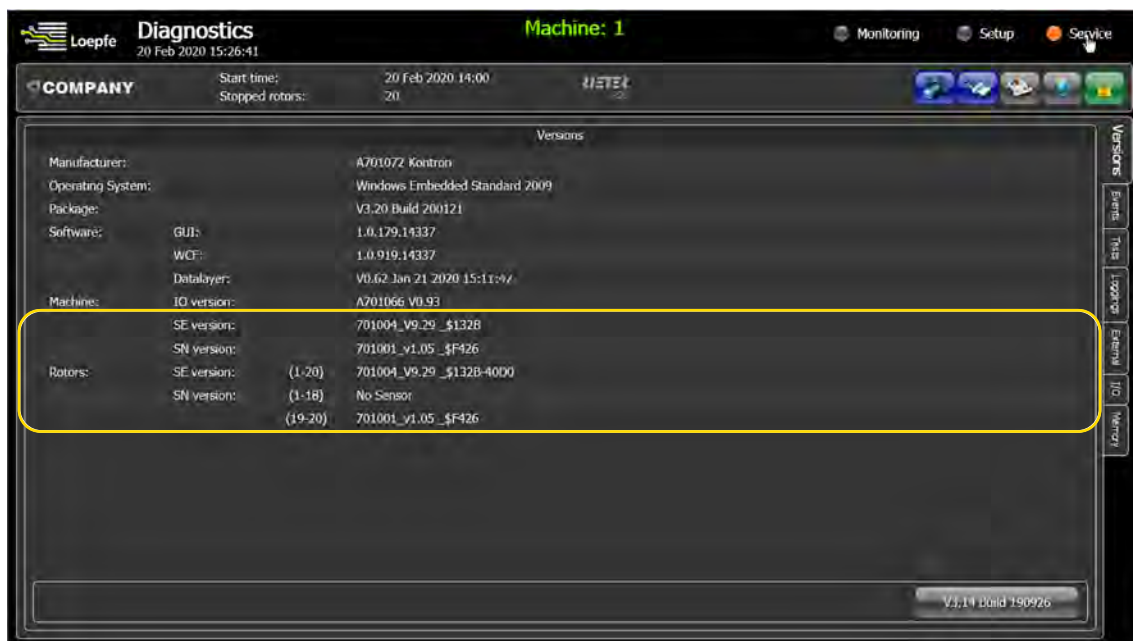 Loepfe
Diagnostics
20 Feb 2020 15:26:41
Machine: 1
Monitoring Setup Service
COMPANY
Start time: 20 Feb 2020 14:00
Stopped rotors: 20
RIETER
Versions
Manufacturer: A701072 Kontron
Operating System: Windows Embedded Standard 2009
Package: V3.20 Build 200121
Software: GUI: 1.0.179.14337
WCF: 1.0.919.14337
Datalayer: V0.62 Jan 21 2020 15:11:47
Machine: IO version: A701066 V0.93
SE version: 701004_V9.29 _$132B
SN version: 701001_v1.05 _$F426
Rotors: SE version: (1-20) 701004_V9.29 _$132B-40D0
SN version: (1-18) No Sensor
(19-20) 701001_v1.05 _$F426
V3.14 Build 190926
Versions
Events
Tests
Loggings
External
I/O
Memory